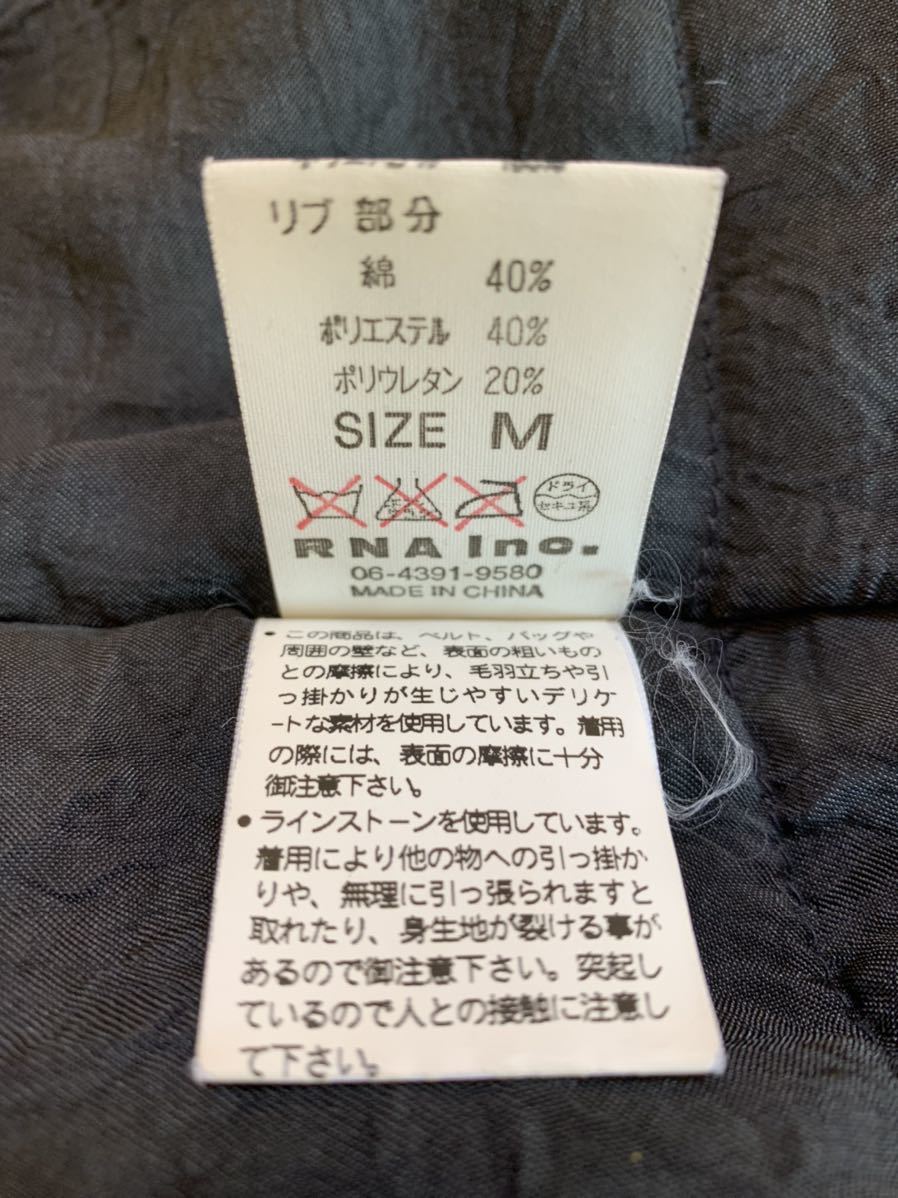 リブ 部分
綿 40%
ポリエステル 40%
ポリウレタン 20%
SIZE M
ドライ
セキユ系
RNA Inc.
06-4391-9580
MADE IN CHINA
• この商品は、ベルト、バッグや
周囲の壁など、表面の粗いもの
との摩擦により、毛羽立ちや引
っ掛かりが生じやすいデリケ
ートな素材を使用しています。着用
の際には、表面の摩擦に十分
御注意下さい。
• ラインストーンを使用しています。
着用により他の物への引っ掛か
りや、無理に引っ張られますと
取れたり、身生地が裂ける事が
あるので御注意下さい。突起し
ているので人との接触に注意し
て下さい。